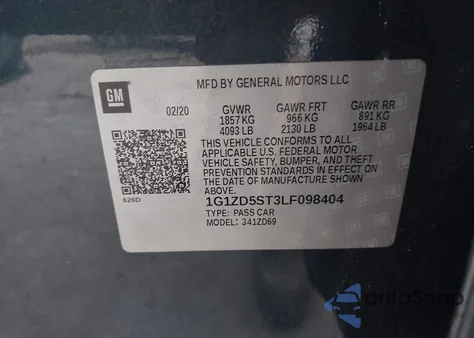 GM
MFD BY GENERAL MOTORS LLC
02/20 GVWR GAWR FRT GAWR RR
1857 KG 966 KG 891 KG
4093 LB 2130 LB 1964 LB
THIS VEHICLE CONFORMS TO ALL
APPLICABLE U.S. FEDERAL MOTOR
VEHICLE SAFETY, BUMPER, AND THEFT
PREVENTION STANDARDS IN EFFECT ON
THE DATE OF MANUFACTURE SHOWN
ABOVE.
626D
1G1ZD5ST3LF098404
TYPE: PASS CAR
MODEL: 341ZD69
autoSnap